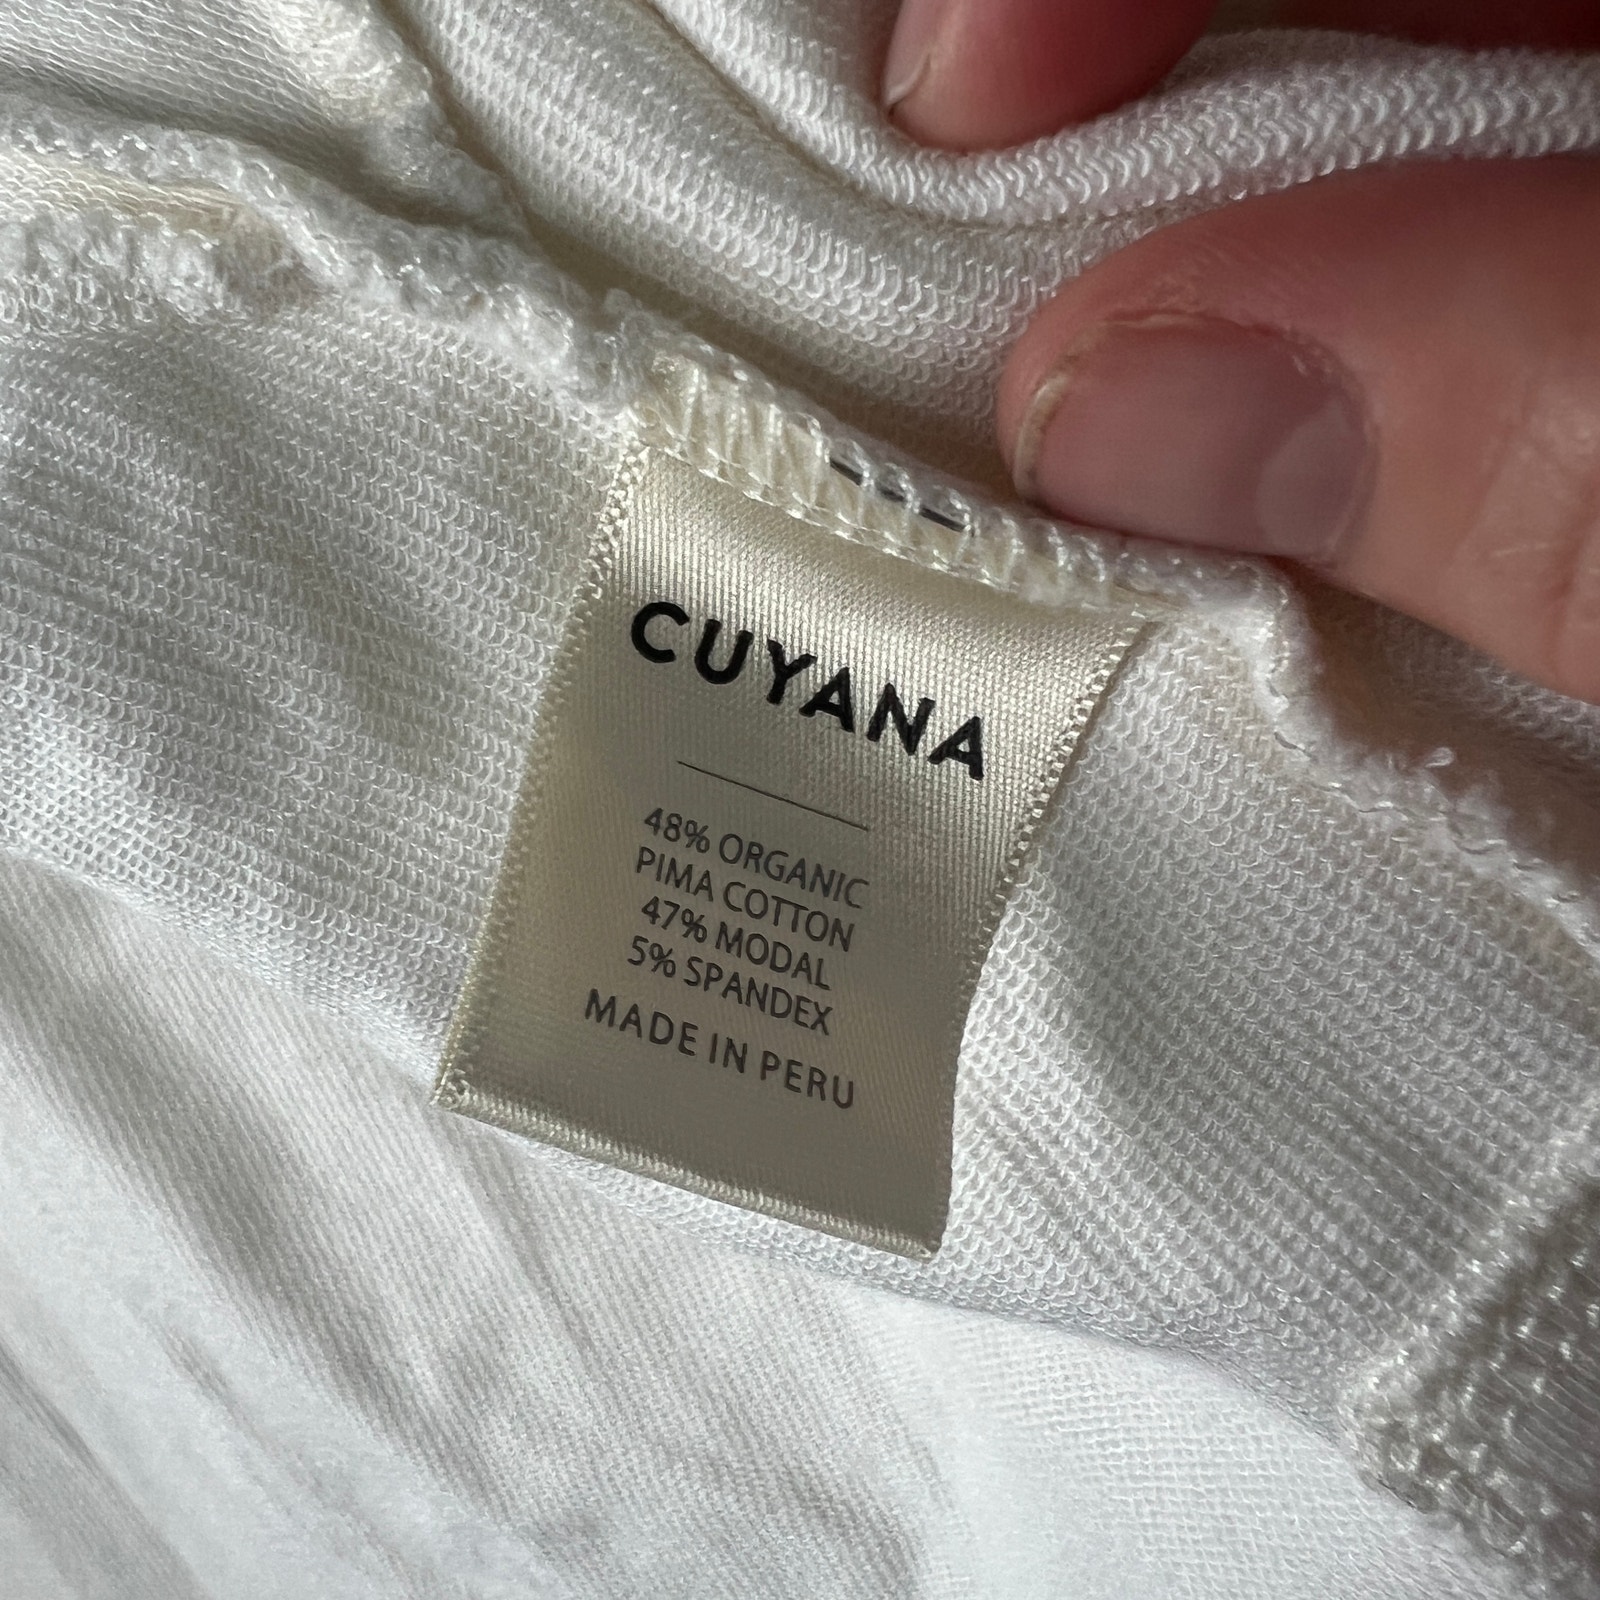 CUYANA
48% ORGANIC
PIMA COTTON
47% MODAL
5% SPANDEX
MADE IN PERU